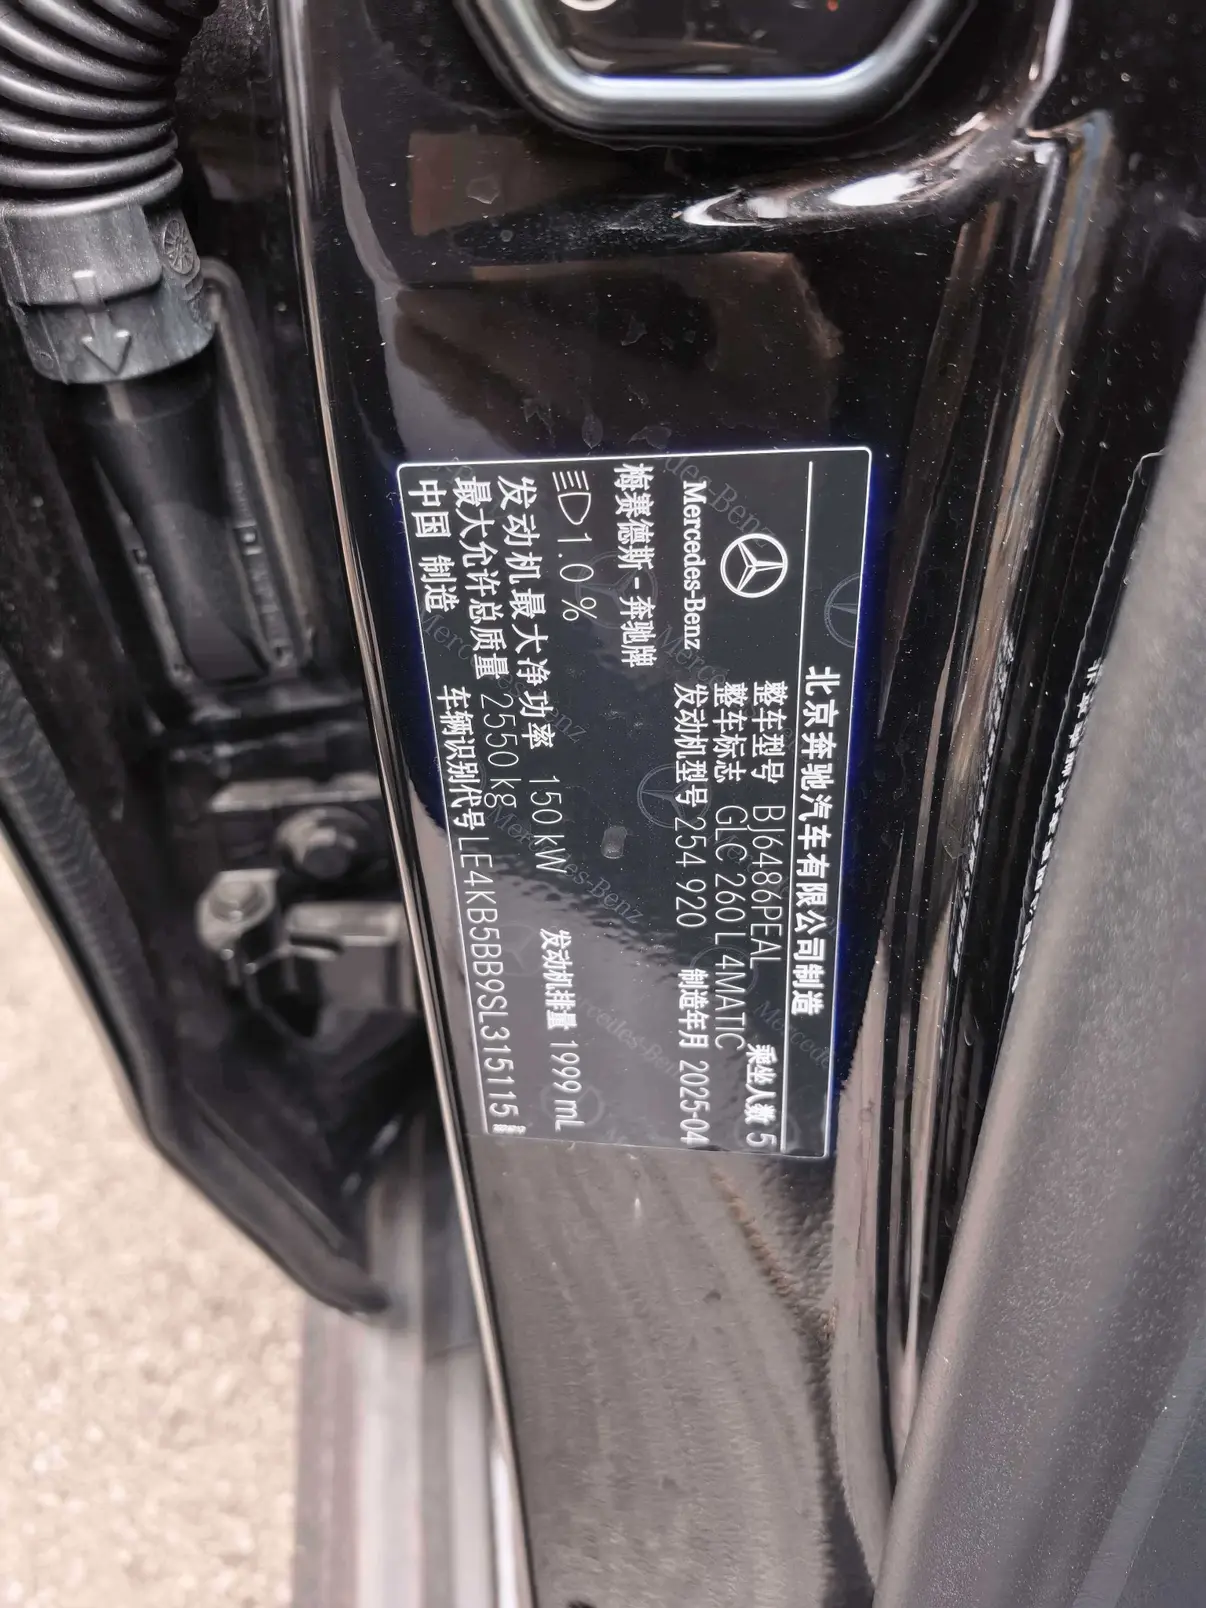 北京奔驰汽车有限公司制造
Mercedes-Benz
梅赛德斯-奔驰牌
整车型号 BJ6486PEAL 乘坐人数 5
整车标志 GLC 260 L 4MATIC
发动机型号 254 920 制造年月 2025-04
1.0%
发动机最大净功率 150 kW 发动机排量 1999 mL
最大允许总质量 2550 kg
中国 制造 车辆识别代号 LE4KB5BB9SL315115